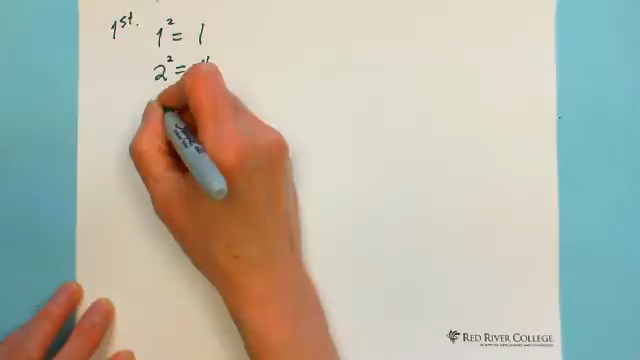 1st. 1² = 1
2² =
RED RIVER COLLEGE